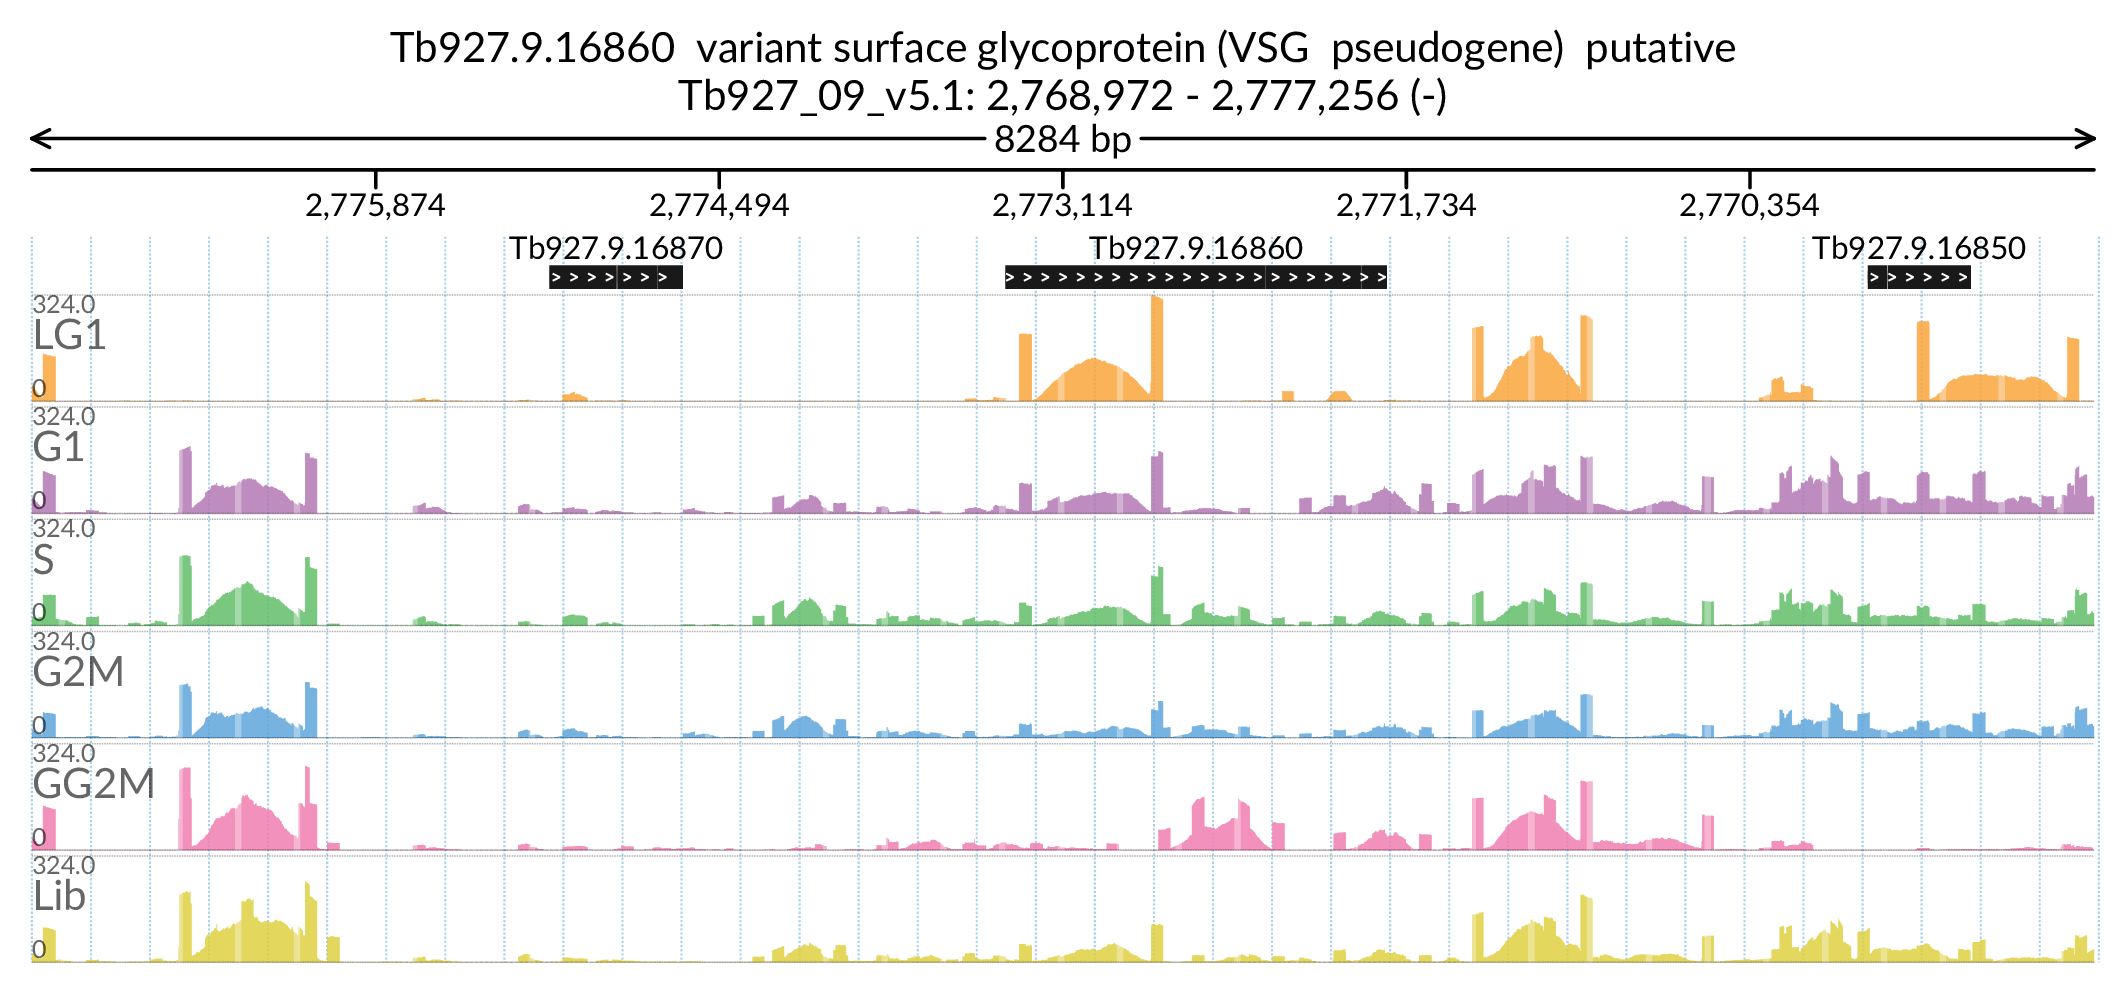 Tb927.9.16860  variant surface glycoprotein (VSG  pseudogene)  putative
Tb927_09_v5.1: 2,768,972 - 2,777,256 (-)
8284 bp
2,775,874 2,774,494 2,773,114 2,771,734 2,770,354
Tb927.9.16870 Tb927.9.16860 Tb927.9.16850
324.0
LG1
0
324.0
G1
0
324.0
S
0
324.0
G2M
0
324.0
GG2M
0
324.0
Lib
0